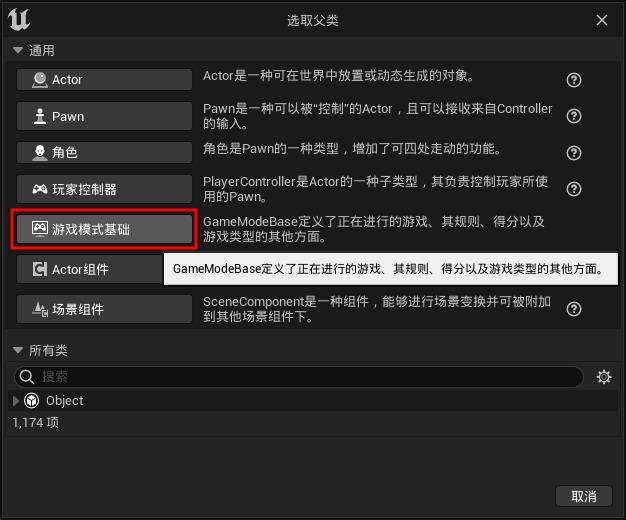 选取父类
通用
Actor
Actor是一种可在世界中放置或动态生成的对象。
Pawn
Pawn是一种可以被“控制”的Actor，且可以接收来自Controller
的输入。
角色
角色是Pawn的一种类型，增加了可四处走动的功能。
玩家控制器
PlayerController是Actor的一种子类型，其负责控制玩家所使
用的Pawn。
游戏模式基础
GameModeBase定义了正在进行的游戏、其规则、得分以及
游戏类型的其他方面。
Actor组件
GameModeBase定义了正在进行的游戏、其规则、得分以及游戏类型的其他方面。
场景组件
SceneComponent是一种组件，能够进行场景变换并可被附加
到其他场景组件下。
所有类
搜索
Object
1,174 项
取消